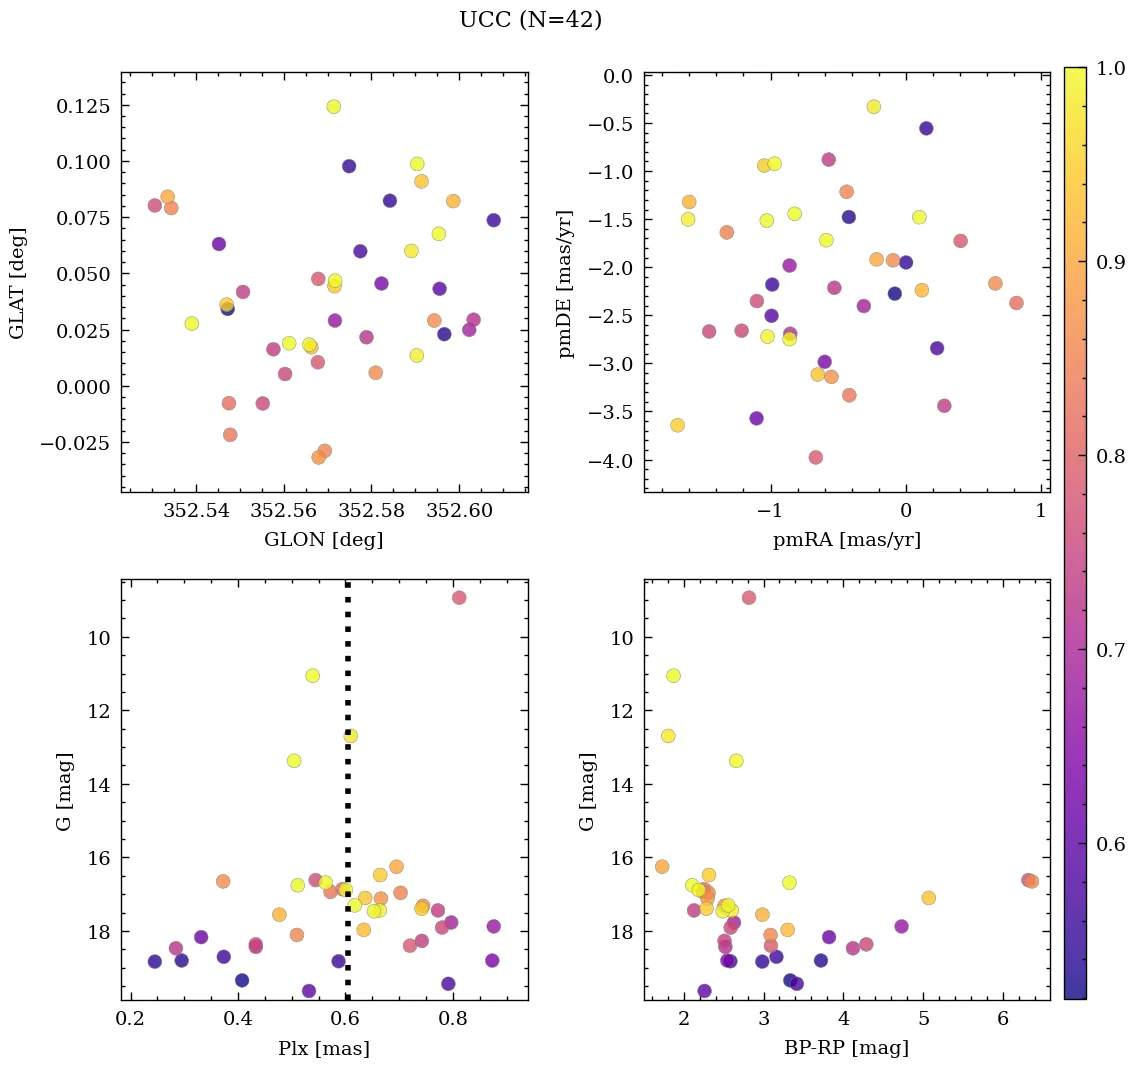 UCC (N=42)
0.125
0.100
0.075
0.050
0.025
0.000
−0.025
GLAT [deg]
352.54 352.56 352.58 352.60
GLON [deg]
0.0
−0.5
−1.0
−1.5
−2.0
−2.5
−3.0
−3.5
−4.0
pmDE [mas/yr]
−1 0 1
pmRA [mas/yr]
1.0
0.9
0.8
0.7
0.6
10
12
14
16
18
G [mag]
0.2 0.4 0.6 0.8
Plx [mas]
10
12
14
16
18
G [mag]
2 3 4 5 6
BP-RP [mag]